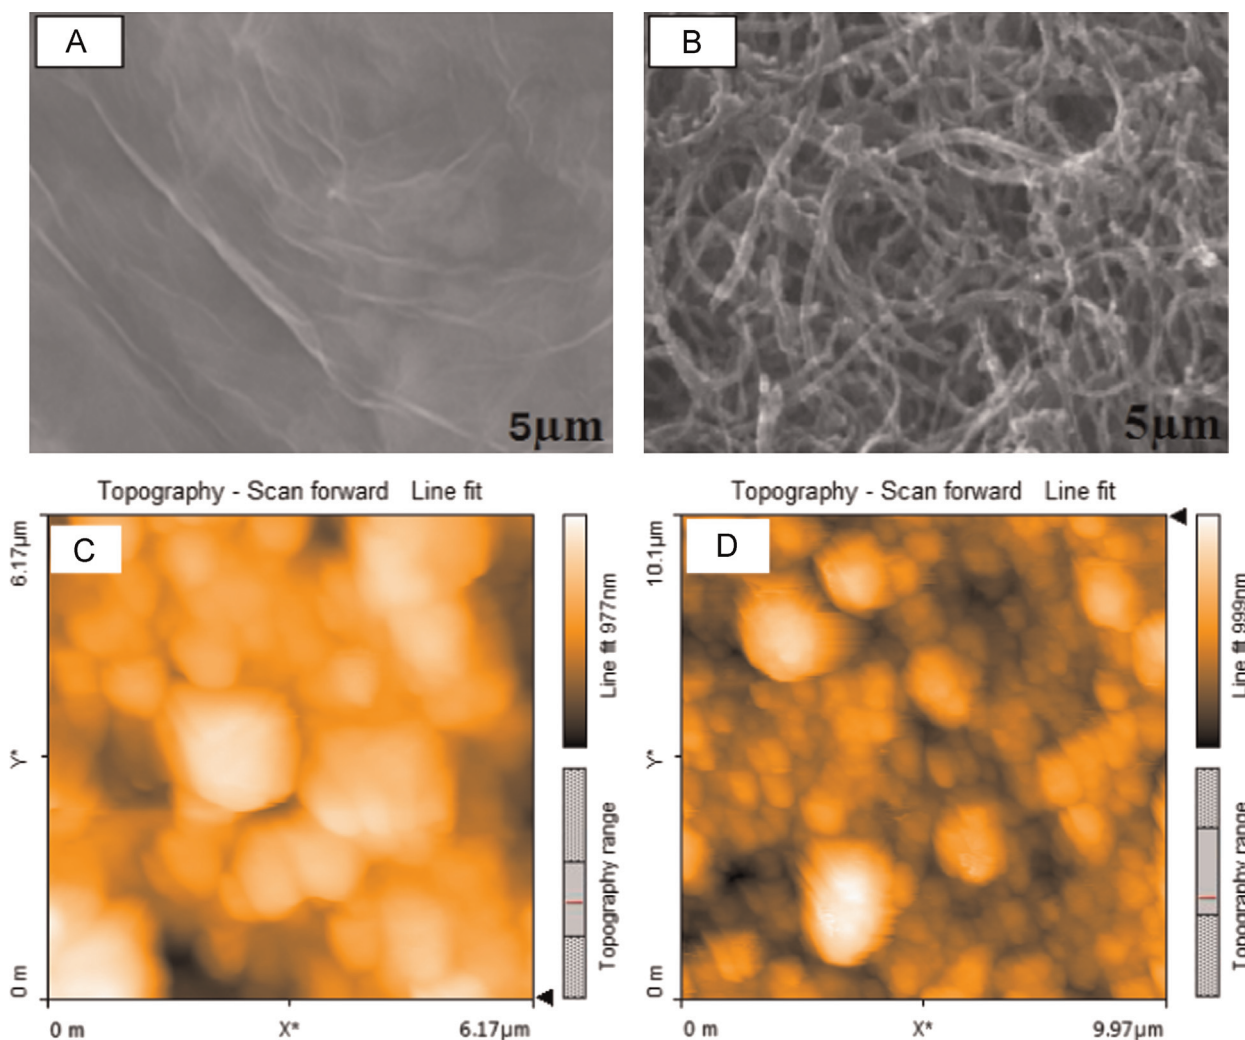 A
B
5µm
5µm
Topography - Scan forward Line fit
Topography - Scan forward Line fit
C
6.17µm
Y*
0 m
0 m
X*
6.17µm
Line fit 977nm
Topography range
D
10.1µm
Y*
0 m
0 m
X*
9.97µm
Line fit 999nm
Topography range